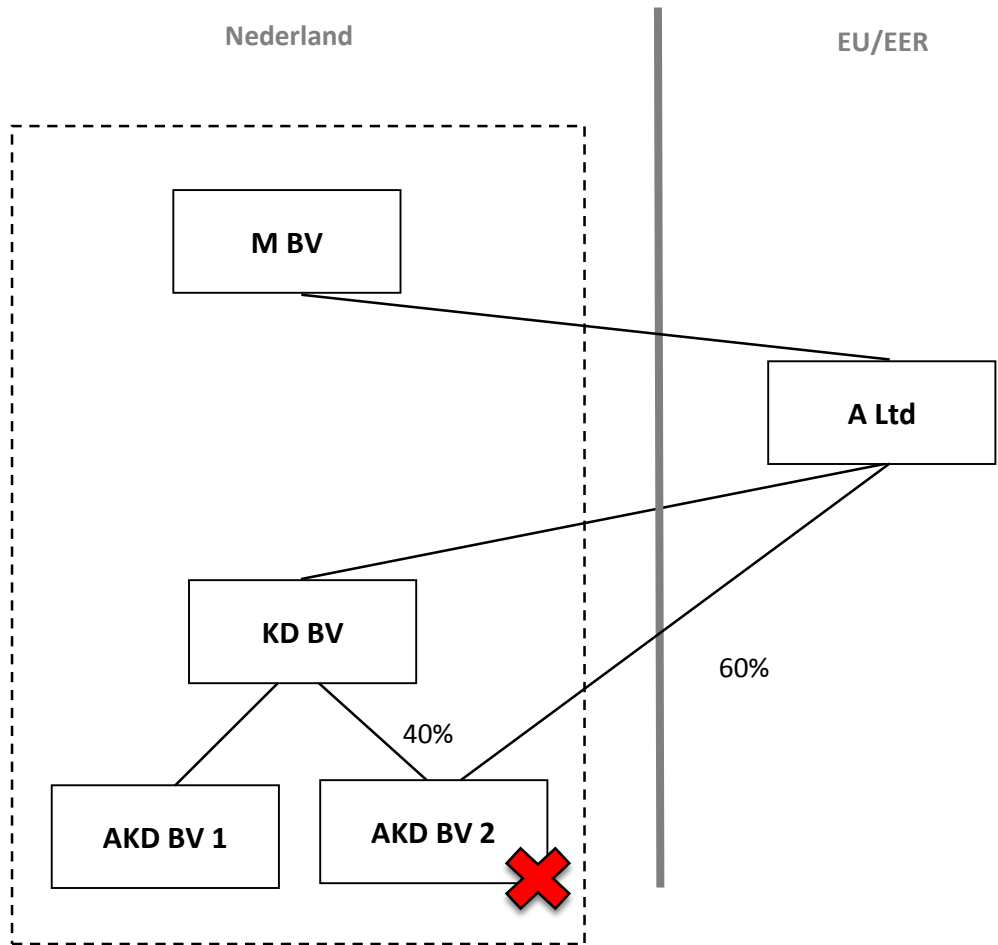 Nederland
EU/EER
M BV
A Ltd
KD BV
60%
40%
AKD BV 1
AKD BV 2